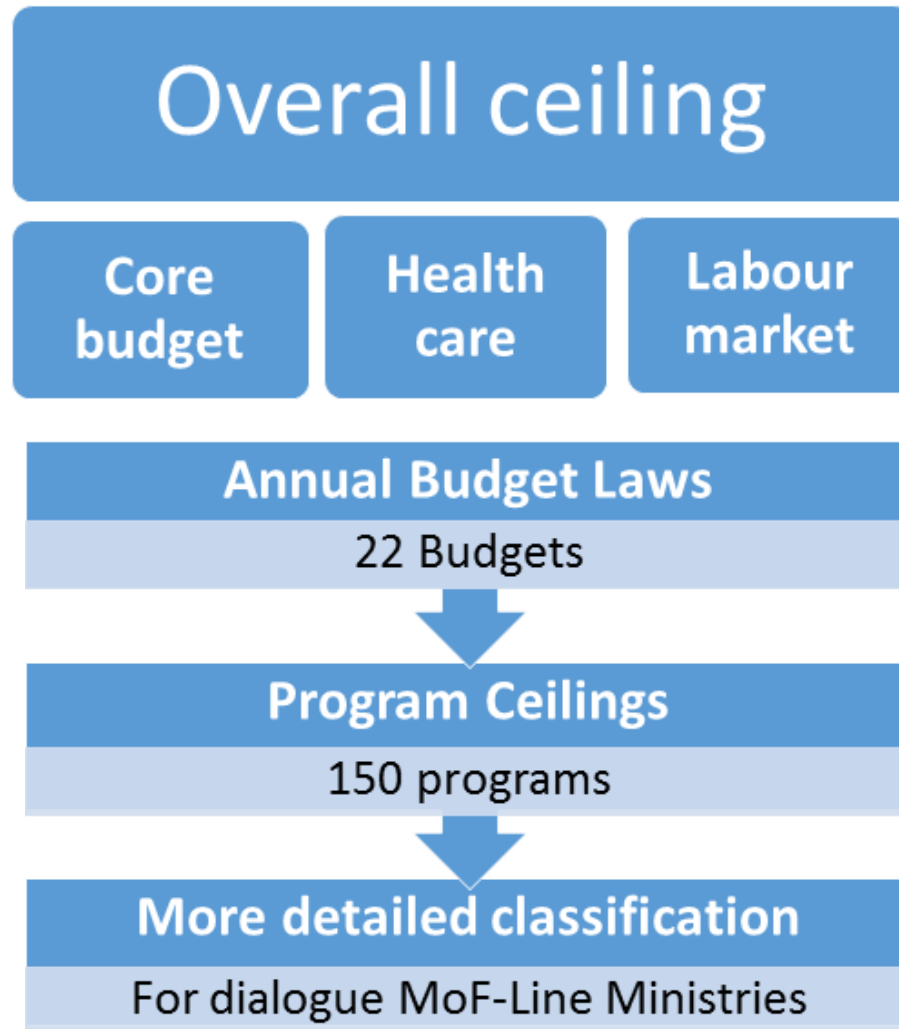 Overall ceiling
Core
budget
Health
care
Labour
market
Annual Budget Laws
22 Budgets
Program Ceilings
150 programs
More detailed classification
For dialogue MoF-Line Ministries